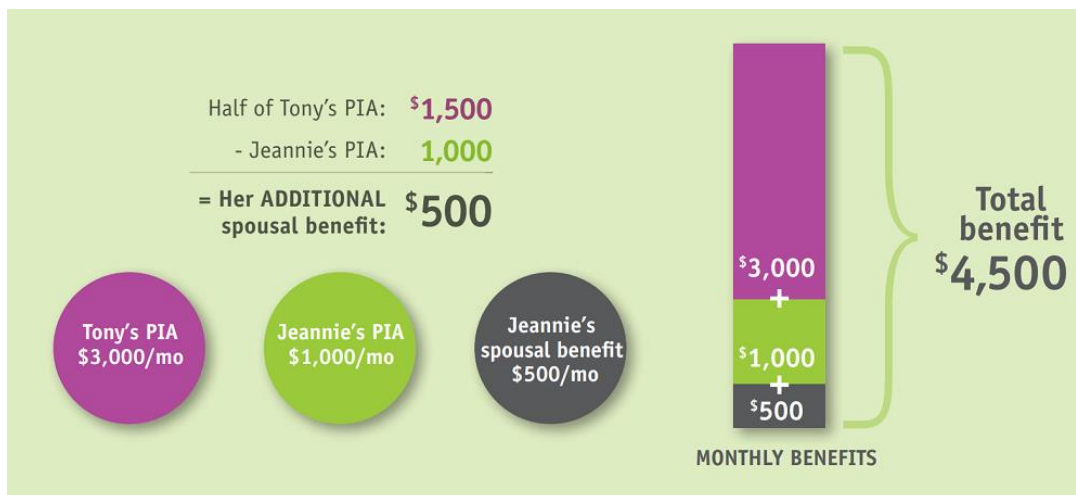 Half of Tony's PIA: $1,500
- Jeannie's PIA: 1,000
= Her ADDITIONAL
spousal benefit: $500
Tony's PIA
$3,000/mo
Jeannie's PIA
$1,000/mo
Jeannie's
spousal benefit
$500/mo
$3,000
+
$1,000
+
$500
MONTHLY BENEFITS
Total
benefit
$4,500